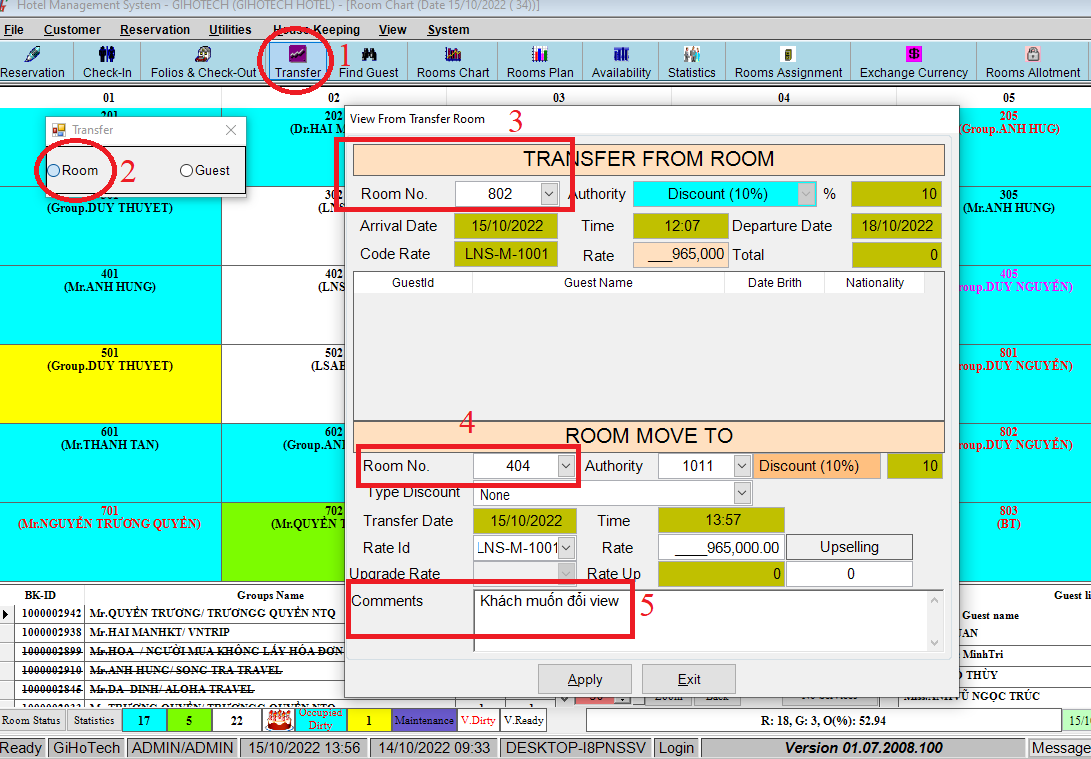 Hotel Management System - GIHOTECH (GIHOTECH HOTEL) - [Room Chart (Date 15/10/2022 ( 34))]
File Customer Reservation Utilities House Keeping View System
Reservation Check-In Folios & Check-Out Transfer 1 Find Guest Rooms Chart Rooms Plan Availability Statistics Rooms Assignment Exchange Currency Rooms Allotment
01 02 03 04 05
201 202 205
(Dr.HAI M (Group.ANH HUG)
Transfer
Room 2 Guest
(Group.DUY THUYET)
302 305
(LNS (Mr.ANH HUNG)
401 402 405
(Mr.ANH HUNG) (LNS roup.DUY NGUYỄN)
501 502 801
(Group.DUY THUYET) (LSAB roup.DUY NGUYỄN)
601 602 802
(Mr.THANH TAN) (Group.ANH roup.DUY NGUYỄN)
701 702 803
(Mr.NGUYỄN TRƯƠNG QUYỀN) (Mr.QUYỀN T (BT)
View From Transfer Room 3
TRANSFER FROM ROOM
Room No. 802 Authority Discount (10%) % 10
Arrival Date 15/10/2022 Time 12:07 Departure Date 18/10/2022
Code Rate LNS-M-1001 Rate ___965,000 Total 0
GuestId Guest Name Date Brith Nationality
4
ROOM MOVE TO
Room No. 404 Authority 1011 Discount (10%) 10
Type Discount None
Transfer Date 15/10/2022 Time 13:57
Rate Id LNS-M-1001 Rate ____965,000.00 Upselling
Upgrade Rate Rate Up 0 0
Comments Khách muốn đổi view 5
Apply Exit
BK-ID Groups Name Guest li
1000002942 Mr.QUYỀN TRƯƠNG/ TRƯƠNGG QUYỀN NTQ Guest name
1000002938 Mr.HAI MANHKT/ VNTRIP
1000002899 Mr.HOA / NGƯỜI MUA KHÔNG LẤY HÓA ĐƠN MinhTri
1000002910 Mr.ANH HUNG/ SONG TRA TRAVEL THÙY
1000002845 Mr.DA DINH/ ALOHA TRAVEL VŨ NGỌC TRÚC
Room Status Statistics 17 5 22 Occupied Dirty 1 Maintenance V.Dirty V.Ready R: 18, G: 3, O(%): 52.94 15/10
Ready GiHoTech ADMIN/ADMIN 15/10/2022 13:56 14/10/2022 09:33 DESKTOP-I8PNSSV Login Version 01.07.2008.100 Message